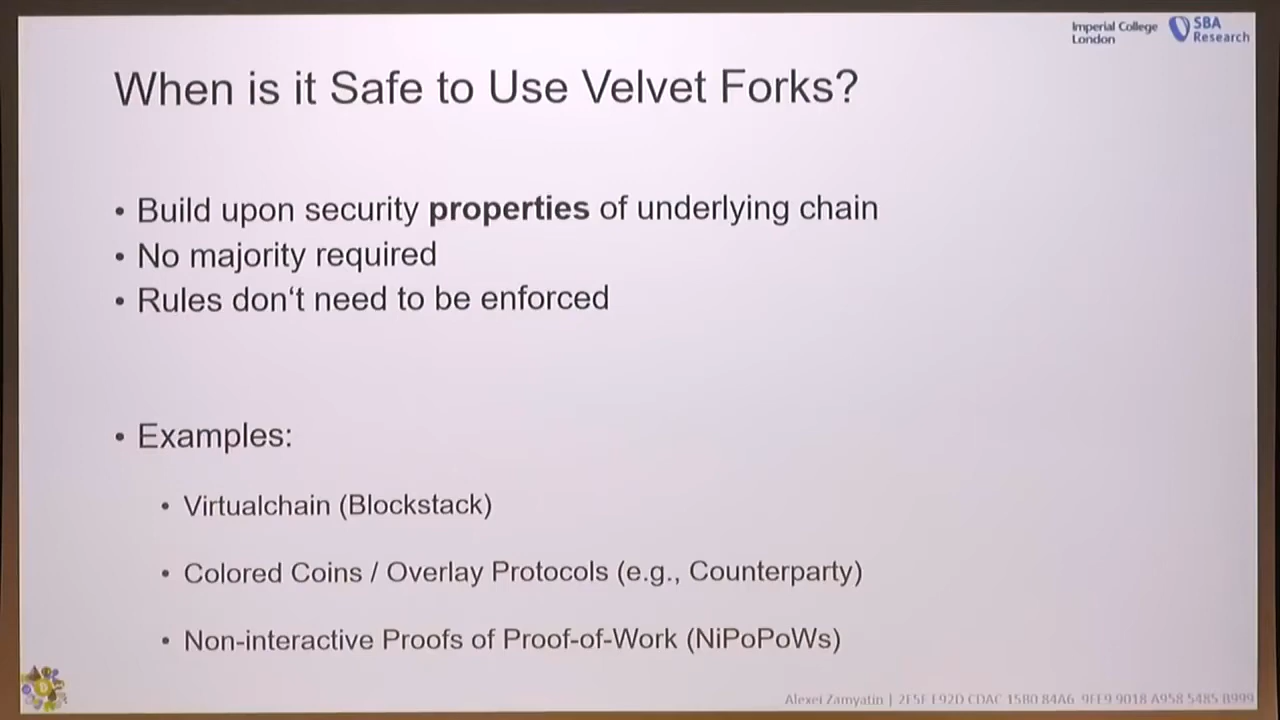 Imperial College
London
SBA
Research
When is it Safe to Use Velvet Forks?
• Build upon security properties of underlying chain
• No majority required
• Rules don‘t need to be enforced
• Examples:
• Virtualchain (Blockstack)
• Colored Coins / Overlay Protocols (e.g., Counterparty)
• Non-interactive Proofs of Proof-of-Work (NiPoPoWs)
Alexei Zamyatin | 2F5F E92D CDAC 15B0 84A6 9FF9 9018 A958 5485 B999